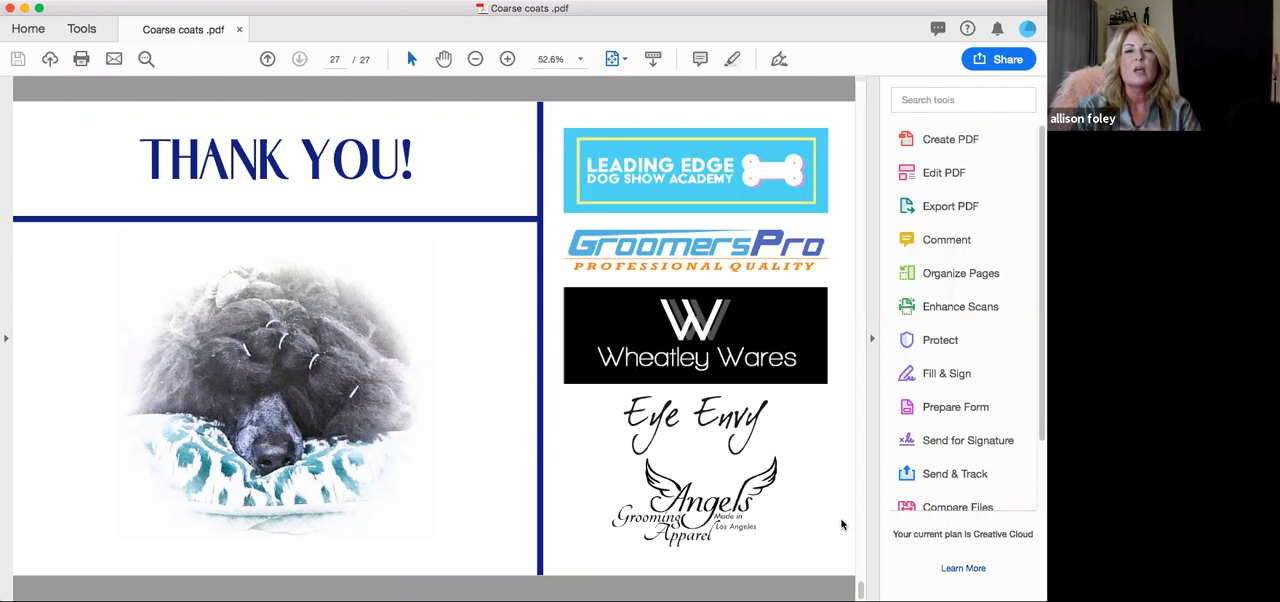 Coarse coats .pdf
Home
Tools
Coarse coats .pdf ×
27 / 27
52.6%
Share
allison foley
THANK YOU!
LEADING EDGE
DOG SHOW ACADEMY
GroomersPro
PROFESSIONAL QUALITY
W
Wheatley Wares
Eye Envy
Angels
Grooming
Made in
Los Angeles
Apparel
Search tools
Create PDF
Edit PDF
Export PDF
Comment
Organize Pages
Enhance Scans
Protect
Fill & Sign
Prepare Form
Send for Signature
Send & Track
Compare Files
Your current plan is Creative Cloud
Learn More